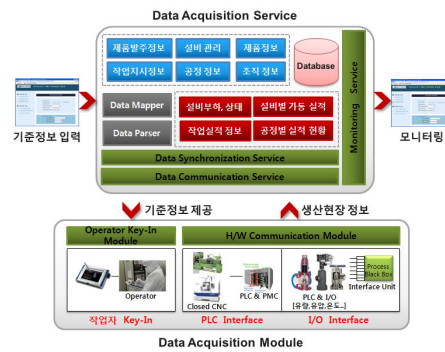 Data Acquisition Service
제품발주정보
설비 관리
제품정보
작업지시정보
공정 정보
조직 정보
Database
Monitoring Service
Data Mapper
Data Parser
설비부하, 상태
설비별 가동 실적
작업실적 정보
공정별 실적 현황
기준정보 입력
모니터링
Data Synchronization Service
Data Communication Service
기준정보 제공
생산현장 정보
Operator Key-In
Module
H/W Communication Module
Operator
Closed CNC
PLC & PMC
PLC & I/O
[유량,유압,온도...]
Process
Black Box
Interface Unit
작업자 Key-In
PLC Interface
I/O Interface
Data Acquisition Module